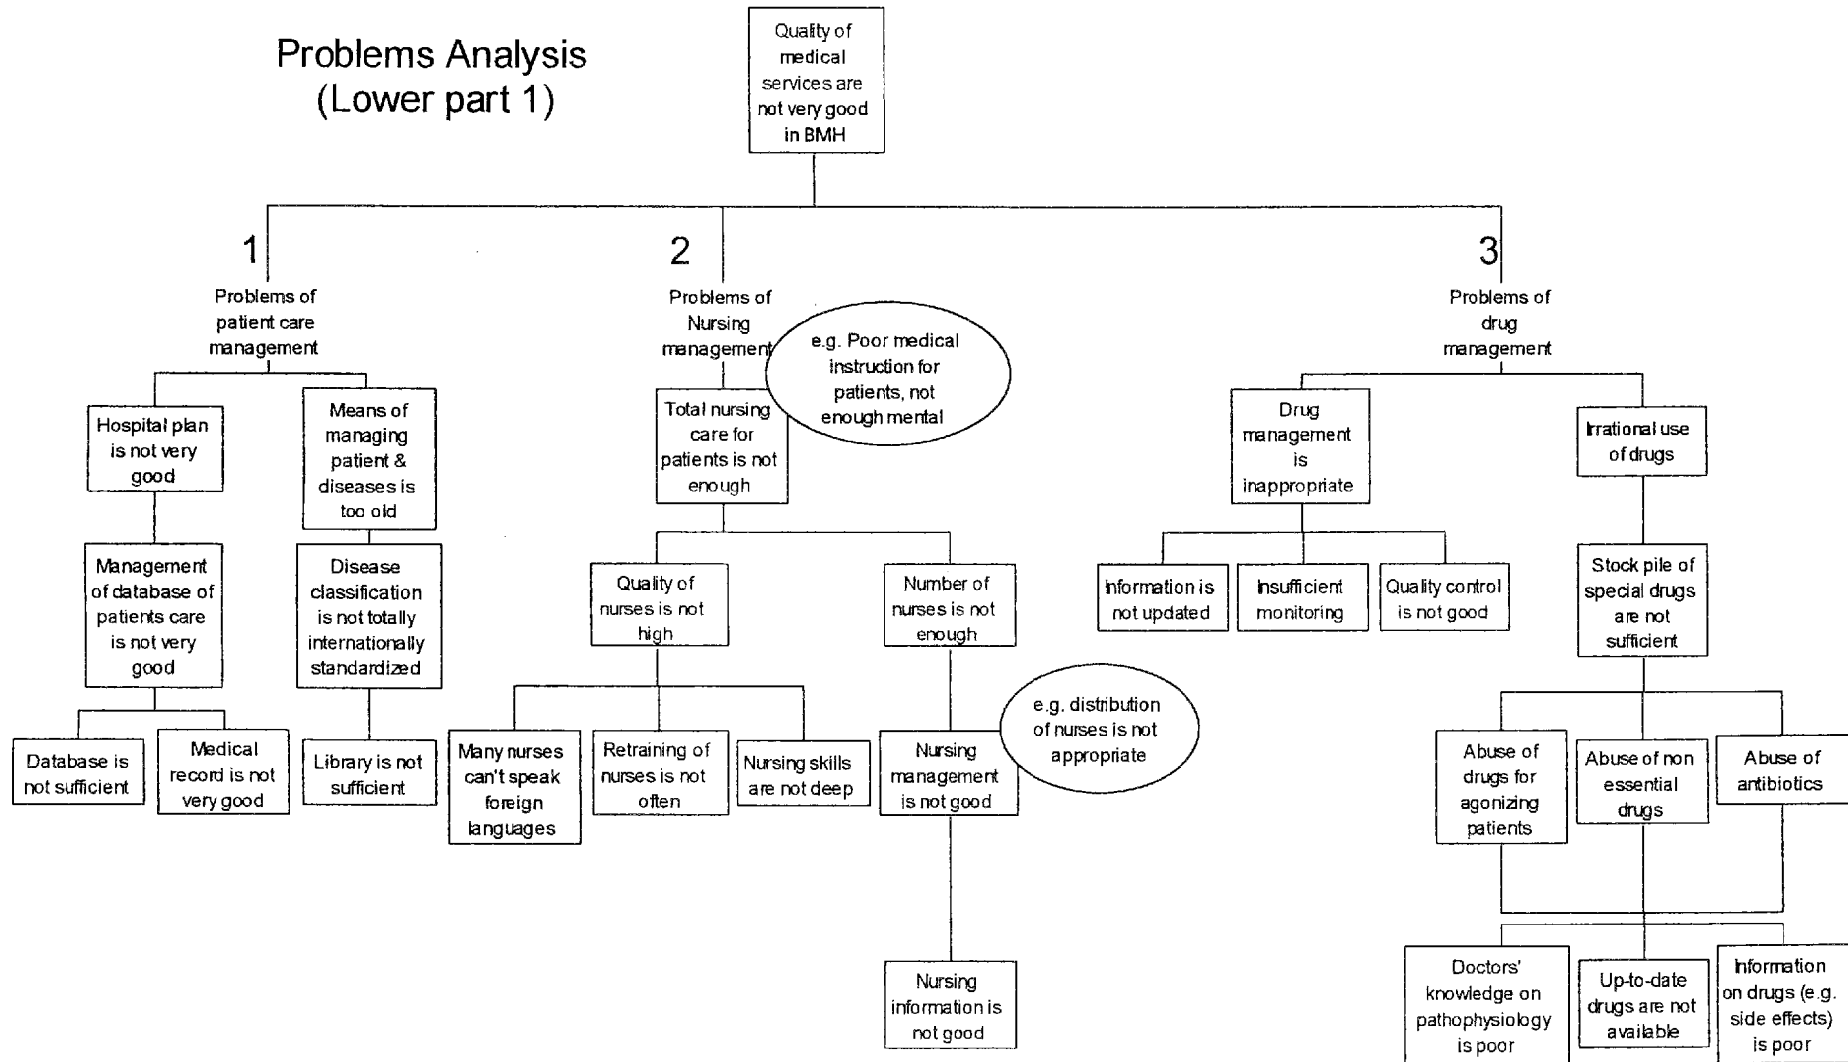 Problems Analysis
(Lower part 1)
Quality of
medical
services are
not very good
in BMH
1
2
3
Problems of
patient care
management
Problems of
Nursing
management
Problems of
drug
management
e.g. Poor medical
instruction for
patients, not
enough mental
Hospital plan
is not very
good
Means of
managing
patient &
diseases is
too old
Total nursing
care for
patients is not
enough
Drug
management
is
inappropriate
Irrational use
of drugs
Management
of database of
patients care
is not very
good
Disease
classification
is not totally
internationally
standardized
Quality of
nurses is not
high
Number of
nurses is not
enough
Information is
not updated
Insufficient
monitoring
Quality control
is not good
Stock pile of
special drugs
are not
sufficient
e.g. distribution
of nurses is not
appropriate
Database is
not sufficient
Medical
record is not
very good
Library is not
sufficient
Many nurses
can't speak
foreign
languages
Retraining of
nurses is not
often
Nursing skills
are not deep
Nursing
management
is not good
Abuse of
drugs for
agonizing
patients
Abuse of non
essential
drugs
Abuse of
antibiotics
Nursing
information is
not good
Doctors'
knowledge on
pathophysiology
is poor
Up-to-date
drugs are not
available
Information
on drugs (e.g.
side effects)
is poor